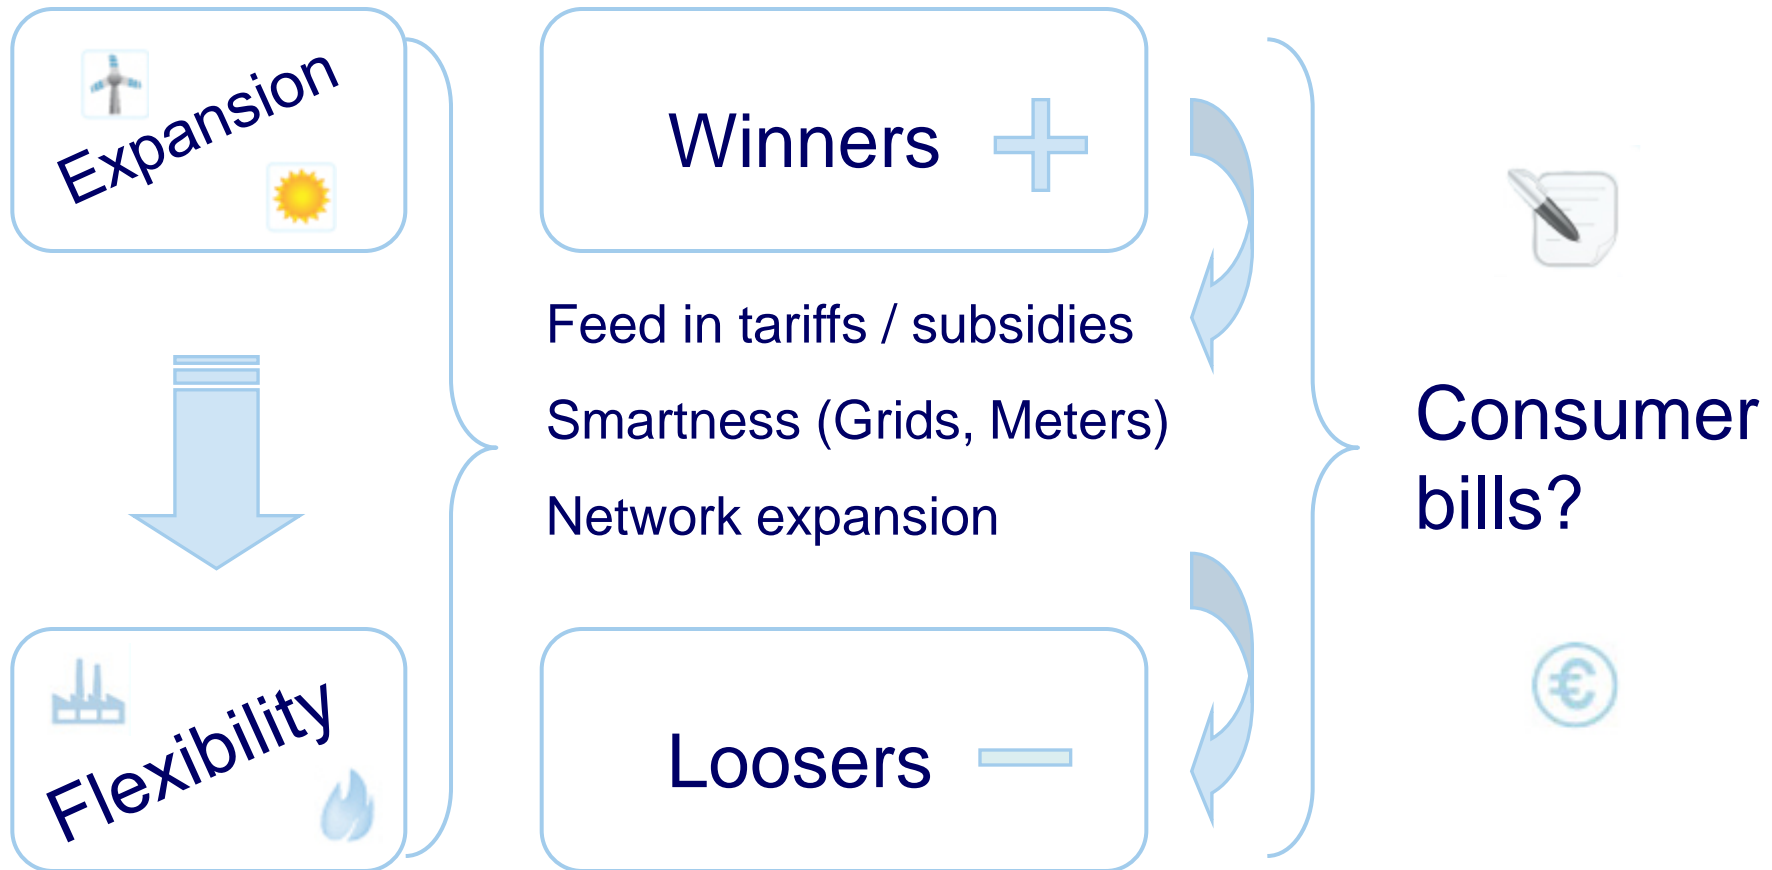 Expansion
Winners
Feed in tariffs / subsidies
Smartness (Grids, Meters)
Network expansion
Flexibility
Loosers
Consumer
bills?
€